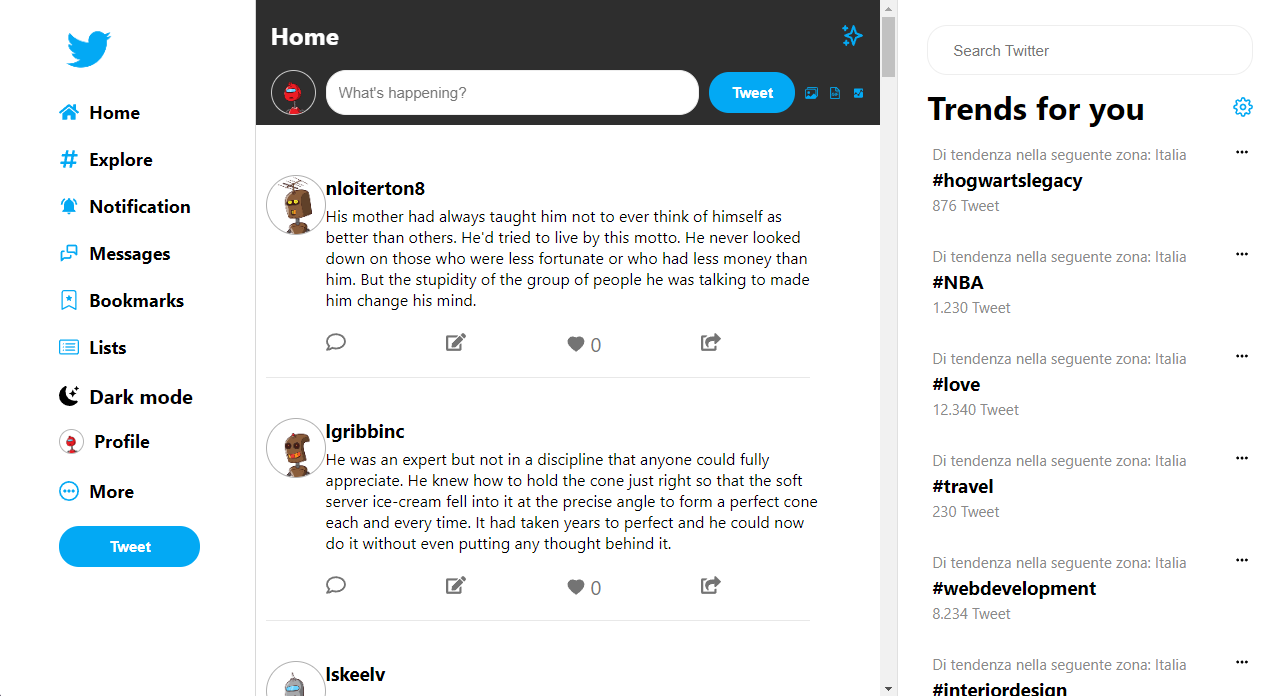 Home
Explore
Notification
Messages
Bookmarks
Lists
Dark mode
Profile
More
Tweet
Home
What's happening?
Tweet
nloiterton8
His mother had always taught him not to ever think of himself as
better than others. He'd tried to live by this motto. He never looked
down on those who were less fortunate or who had less money than
him. But the stupidity of the group of people he was talking to made
him change his mind.
0
lgribbinc
He was an expert but not in a discipline that anyone could fully
appreciate. He knew how to hold the cone just right so that the soft
server ice-cream fell into it at the precise angle to form a perfect cone
each and every time. It had taken years to perfect and he could now
do it without even putting any thought behind it.
0
lskeelv
Search Twitter
Trends for you
Di tendenza nella seguente zona: Italia
#hogwartslegacy
876 Tweet
Di tendenza nella seguente zona: Italia
#NBA
1.230 Tweet
Di tendenza nella seguente zona: Italia
#love
12.340 Tweet
Di tendenza nella seguente zona: Italia
#travel
230 Tweet
Di tendenza nella seguente zona: Italia
#webdevelopment
8.234 Tweet
Di tendenza nella seguente zona: Italia
#interiordesign